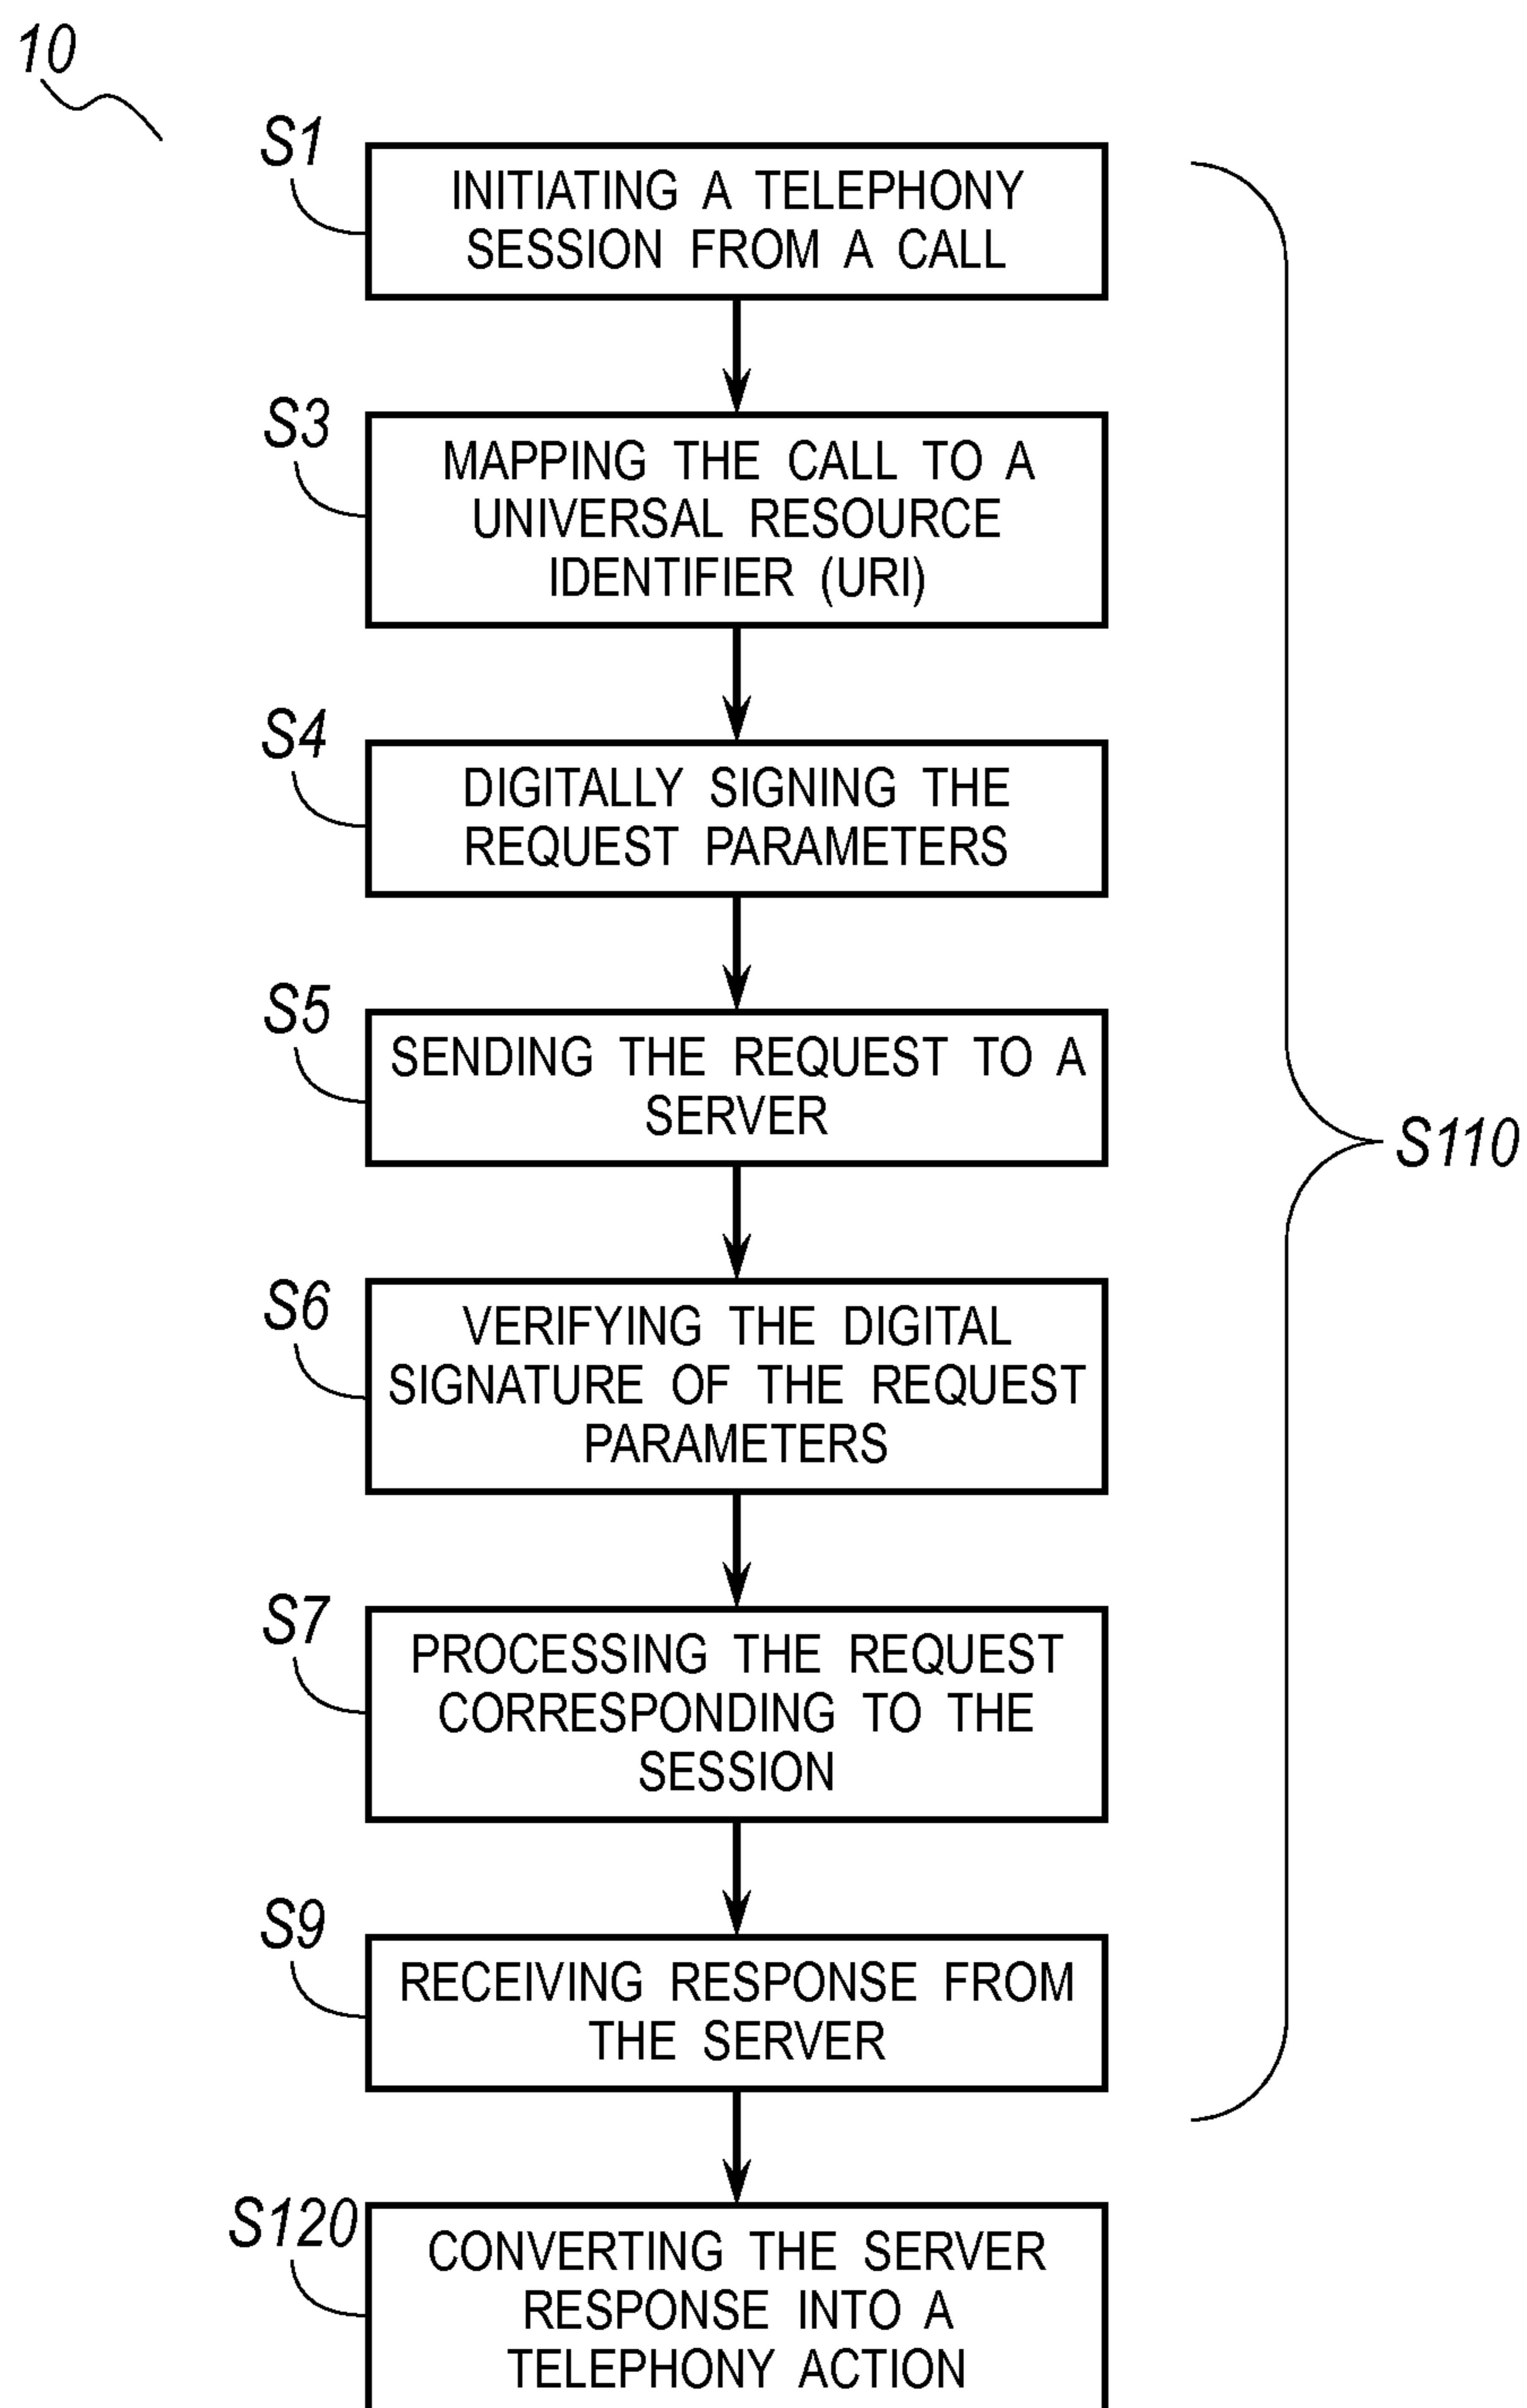 10
S1
INITIATING A TELEPHONY
SESSION FROM A CALL
S3
MAPPING THE CALL TO A
UNIVERSAL RESOURCE
IDENTIFIER (URI)
S4
DIGITALLY SIGNING THE
REQUEST PARAMETERS
S5
SENDING THE REQUEST TO A
SERVER
S110
S6
VERIFYING THE DIGITAL
SIGNATURE OF THE REQUEST
PARAMETERS
S7
PROCESSING THE REQUEST
CORRESPONDING TO THE
SESSION
S9
RECEIVING RESPONSE FROM
THE SERVER
S120
CONVERTING THE SERVER
RESPONSE INTO A
TELEPHONY ACTION